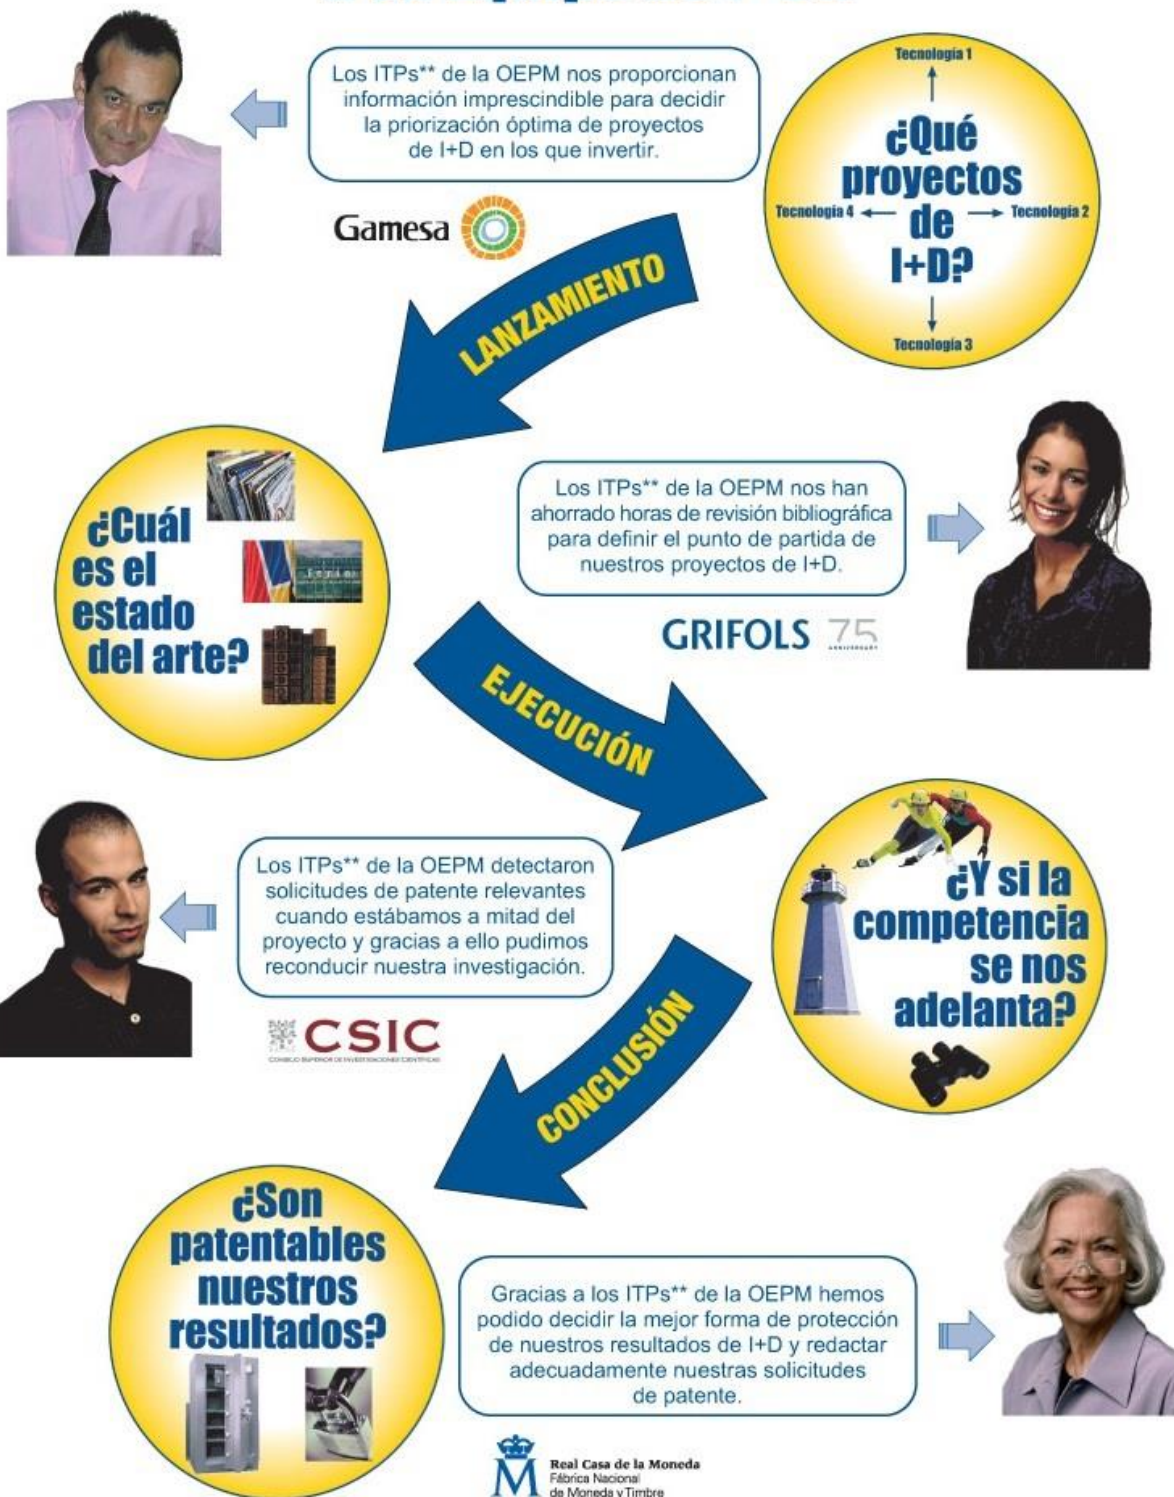 Los ITPs** de la OEPM nos proporcionan
información imprescindible para decidir
la priorización óptima de proyectos
de I+D en los que invertir.
Gamesa
Tecnología 1
¿Qué
proyectos
Tecnología 4
de
Tecnología 2
I+D?
Tecnología 3
LANZAMIENTO
¿Cuál
es el
estado
del arte?
Los ITPs** de la OEPM nos han
ahorrado horas de revisión bibliográfica
para definir el punto de partida de
nuestros proyectos de I+D.
GRIFOLS 75
ANNIVERSARY
EJECUCIÓN
Los ITPs** de la OEPM detectaron
solicitudes de patente relevantes
cuando estábamos a mitad del
proyecto y gracias a ello pudimos
reconducir nuestra investigación.
CSIC
CONSEJO SUPERIOR DE INVESTIGACIONES CIENTÍFICAS
¿Y si la
competencia
se nos
adelanta?
CONCLUSIÓN
¿Son
patentables
nuestros
resultados?
Gracias a los ITPs** de la OEPM hemos
podido decidir la mejor forma de protección
de nuestros resultados de I+D y redactar
adecuadamente nuestras solicitudes
de patente.
M
Real Casa de la Moneda
Fábrica Nacional
de Moneda y Timbre